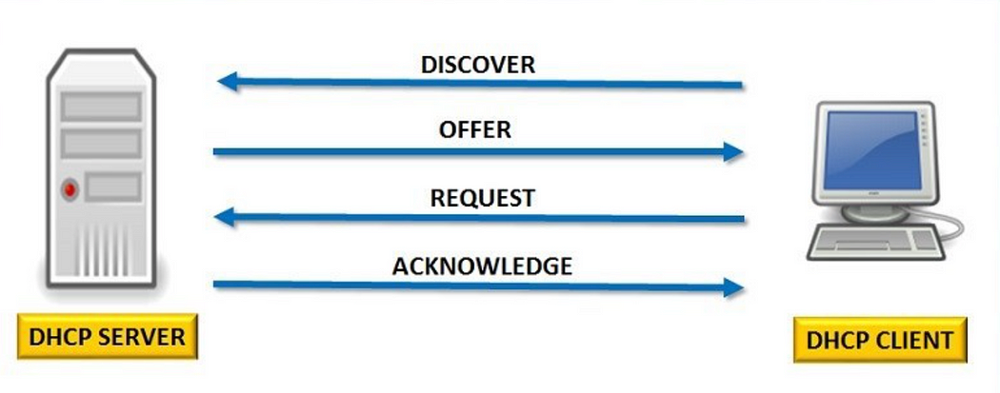 DISCOVER
OFFER
REQUEST
ACKNOWLEDGE
DHCP SERVER
DHCP CLIENT